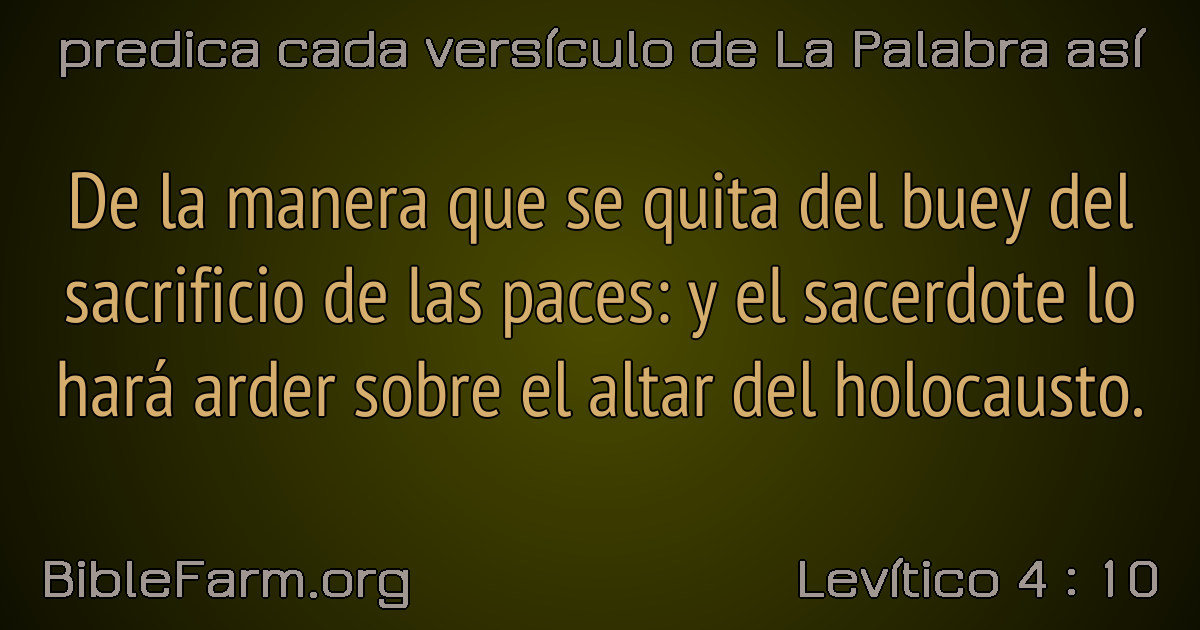 predica cada versículo de La Palabra así
De la manera que se quita del buey del
sacrificio de las paces: y el sacerdote lo
hará arder sobre el altar del holocausto.
BibleFarm.org
Levítico 4 : 10